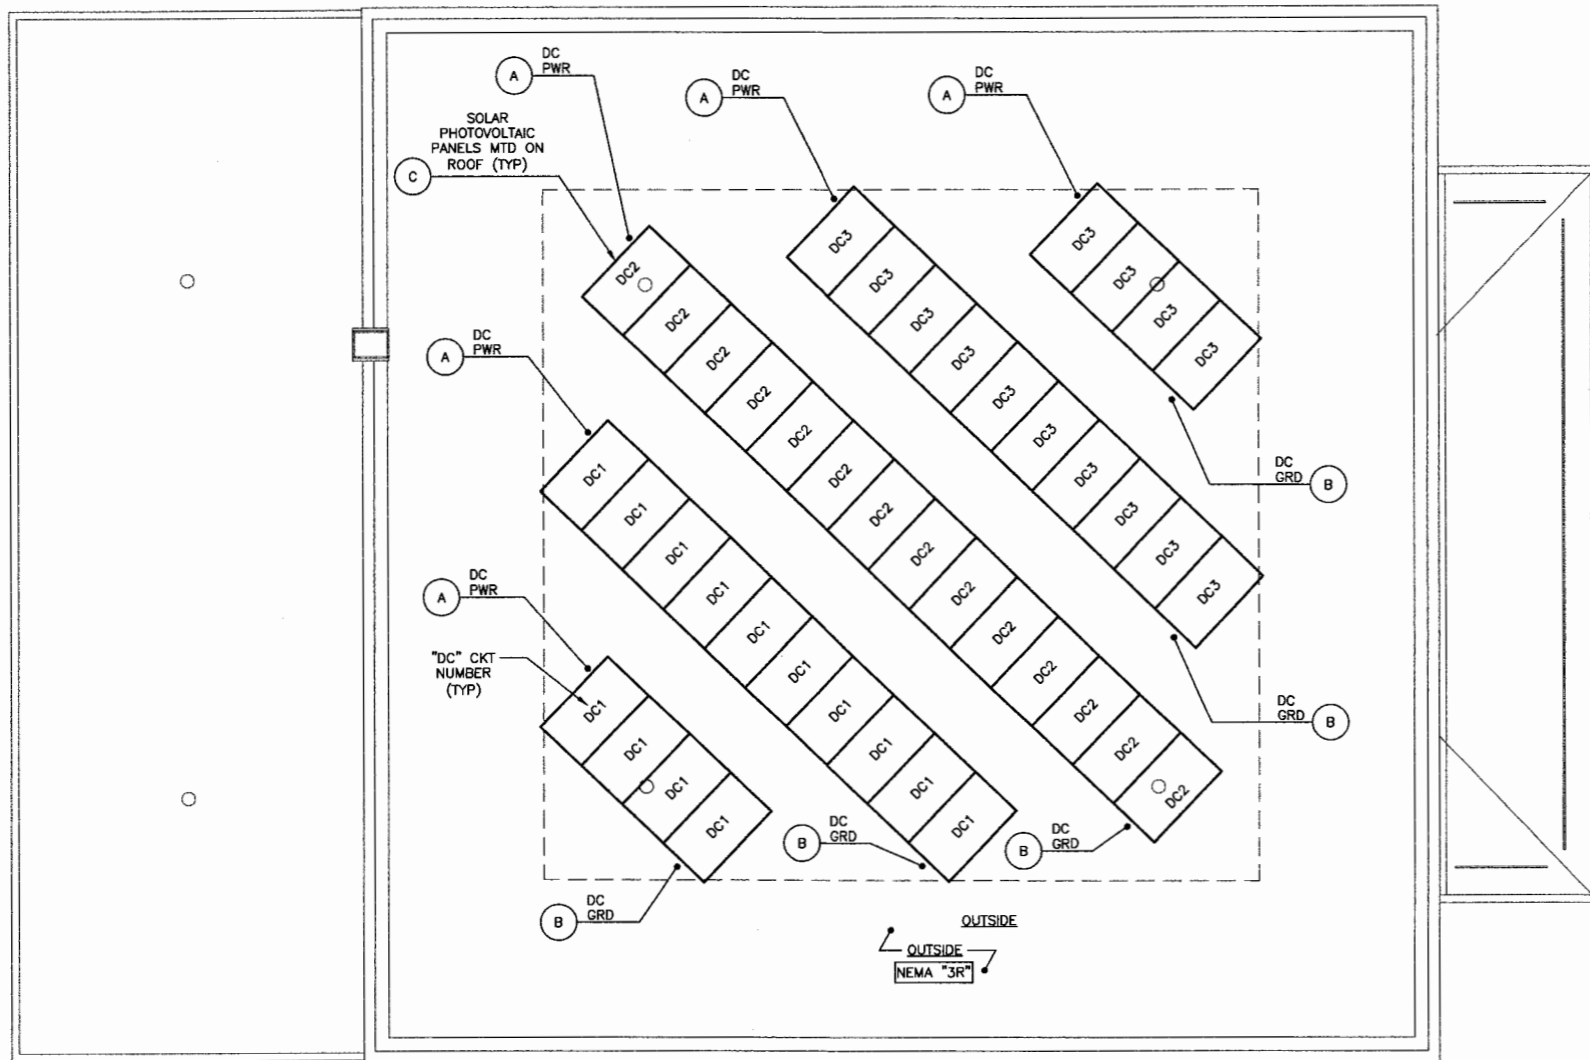 DC
PWR
A
DC
PWR
A
DC
PWR
A
SOLAR
PHOTOVOLTAIC
PANELS MTD ON
ROOF (TYP)
C
DC2
DC2
DC2
DC2
DC2
DC2
DC2
DC2
DC2
DC2
DC2
DC2
DC2
DC2
DC3
DC3
DC3
DC3
DC3
DC3
DC3
DC3
DC3
DC3
DC3
DC3
DC3
DC3
DC
PWR
A
DC1
DC1
DC1
DC1
DC1
DC1
DC1
DC1
DC1
DC1
DC
GRD
B
DC
PWR
A
"DC" CKT
NUMBER
(TYP)
DC1
DC1
DC1
DC1
DC
GRD
B
DC
GRD
B
DC
GRD
B
DC
GRD
B
OUTSIDE
OUTSIDE
NEMA "3R"